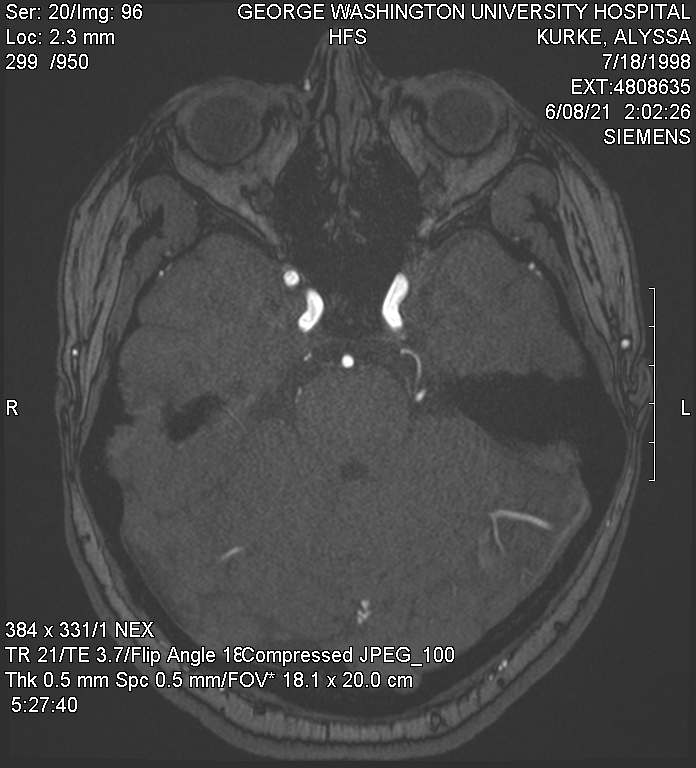 Ser: 20/Img: 96
Loc: 2.3 mm
299 /950
HFS
GEORGE WASHINGTON UNIVERSITY HOSPITAL
KURKE, ALYSSA
7/18/1998
EXT:4808635
6/08/21 2:02:26
SIEMENS
R
L
384 x 331/1 NEX
TR 21/TE 3.7/Flip Angle 18Compressed JPEG_100
Thk 0.5 mm Spc 0.5 mm/FOV* 18.1 x 20.0 cm
5:27:40